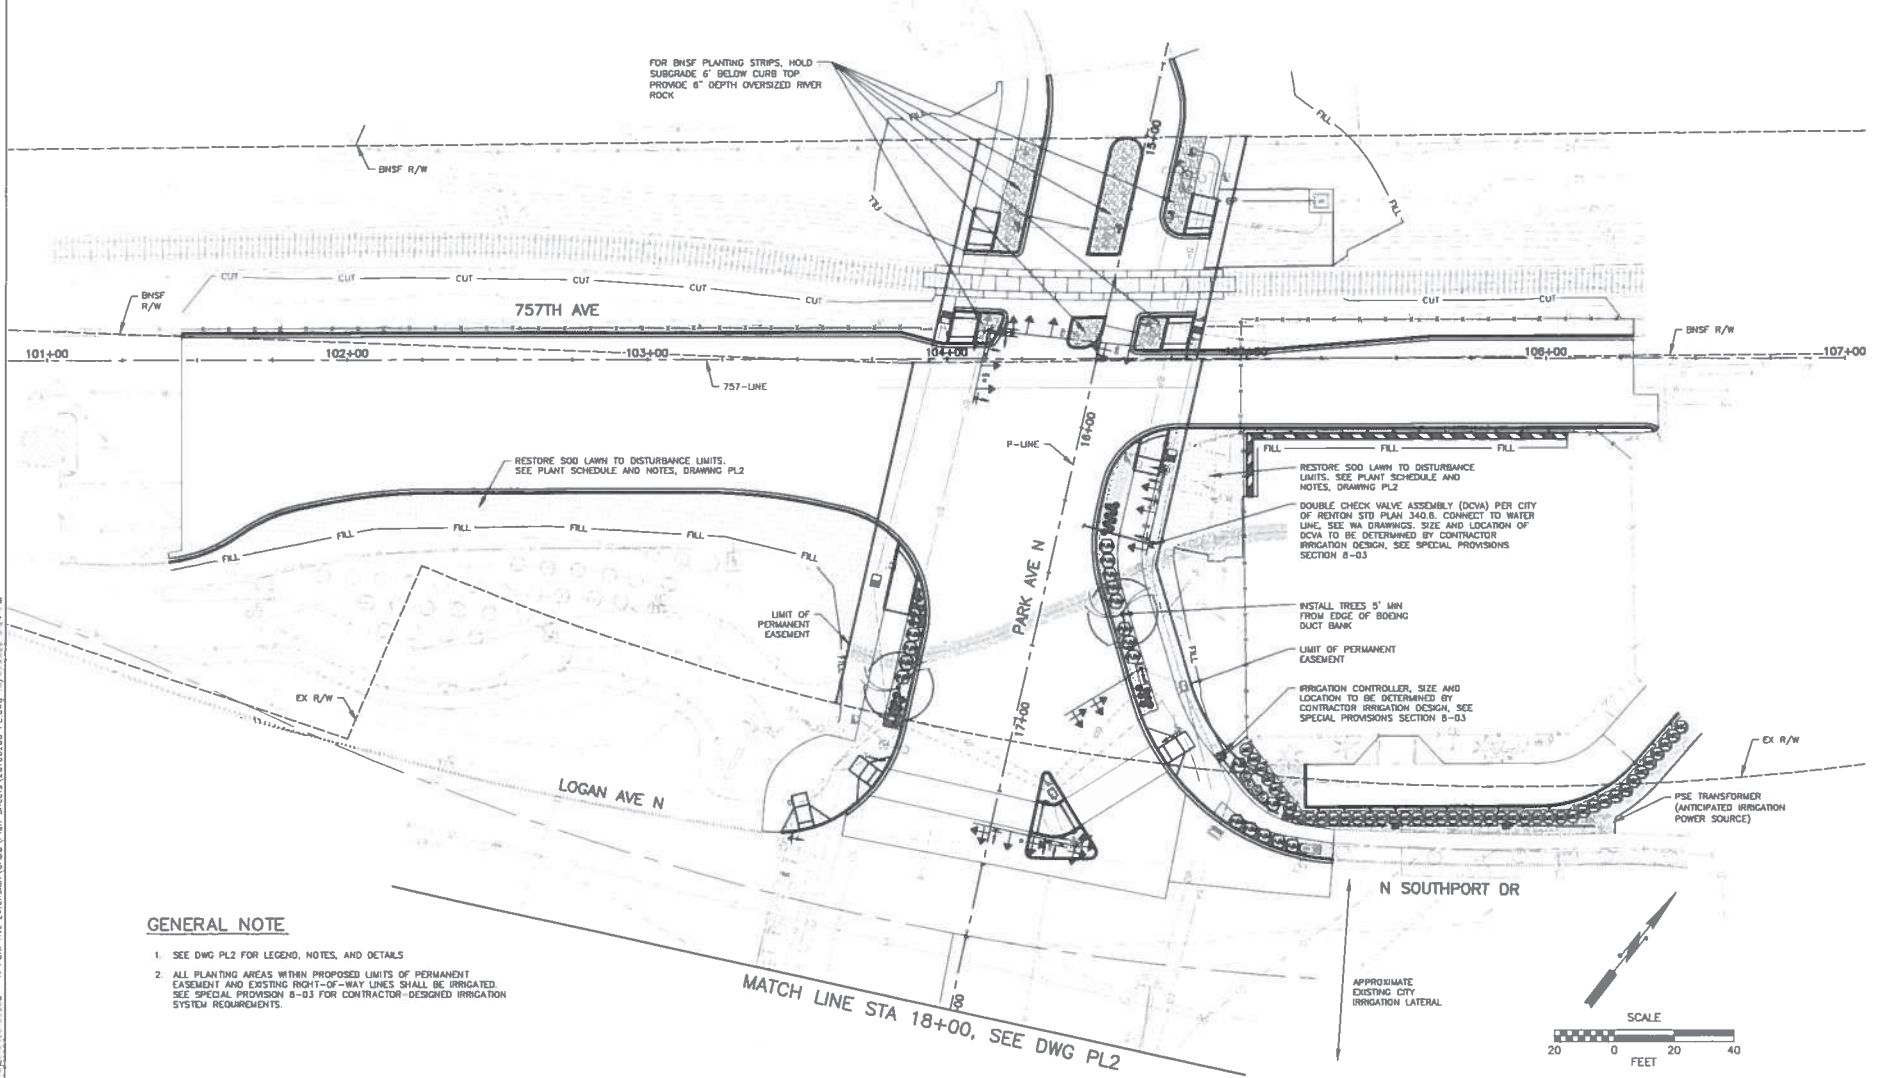 FOR BNSF PLANTING STRIPS, HOLD
SUBGRADE 6' BELOW CURB TOP
PROVIDE 6" DEPTH OVERSIZED RIVER
ROCK
FILL
FILL
FILL
FILL
15+00
BNSF R/W
CUT
CUT
CUT
CUT
CUT
CUT
CUT
CUT
BNSF
R/W
757TH AVE
BNSF R/W
101+00
102+00
103+00
104+00
106+00
107+00
757-LINE
P-LINE
16+00
FILL
FILL
FILL
RESTORE SOD LAWN TO DISTURBANCE LIMITS.
SEE PLANT SCHEDULE AND NOTES, DRAWING PL2
RESTORE SOD LAWN TO DISTURBANCE
LIMITS. SEE PLANT SCHEDULE AND
NOTES, DRAWING PL2
DOUBLE CHECK VALVE ASSEMBLY (DCVA) PER CITY
OF RENTON STD PLAN 340.8. CONNECT TO WATER
LINE, SEE WA DRAWINGS. SIZE AND LOCATION OF
DCVA TO BE DETERMINED BY CONTRACTOR
IRRIGATION DESIGN, SEE SPECIAL PROVISIONS
SECTION 8-03
FILL
FILL
FILL
FILL
FILL
FILL
PARK AVE N
LIMIT OF
PERMANENT
EASEMENT
FILL
INSTALL TREES 5' MIN
FROM EDGE OF BOEING
DUCT BANK
FILL
LIMIT OF PERMANENT
EASEMENT
IRRIGATION CONTROLLER, SIZE AND
LOCATION TO BE DETERMINED BY
CONTRACTOR IRRIGATION DESIGN, SEE
SPECIAL PROVISIONS SECTION 8-03
EX R/W
17+00
EX R/W
LOGAN AVE N
PSE TRANSFORMER
(ANTICIPATED IRRIGATION
POWER SOURCE)
N SOUTHPORT DR
GENERAL NOTE
1. SEE DWG PL2 FOR LEGEND, NOTES, AND DETAILS
2. ALL PLANTING AREAS WITHIN PROPOSED LIMITS OF PERMANENT
EASEMENT AND EXISTING RIGHT-OF-WAY LINES SHALL BE IRRIGATED.
SEE SPECIAL PROVISION 8-03 FOR CONTRACTOR-DESIGNED IRRIGATION
SYSTEM REQUIREMENTS.
MATCH LINE STA 18+00, SEE DWG PL2
APPROXIMATE
EXISTING CITY
IRRIGATION LATERAL
SCALE
20 0 20 40
FEET